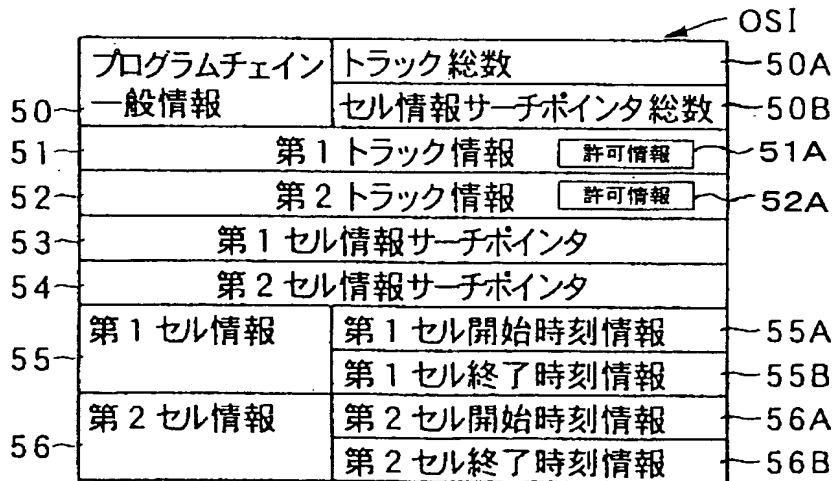 OSI
プログラムチェイン
一般情報
トラック総数
セル情報サーチポインタ総数
50
50A
50B
51
第1トラック情報
許可情報
51A
52
第2トラック情報
許可情報
52A
53
第1セル情報サーチポインタ
54
第2セル情報サーチポインタ
55
第1セル情報
第1セル開始時刻情報
55A
第1セル終了時刻情報
55B
56
第2セル情報
第2セル開始時刻情報
56A
第2セル終了時刻情報
56B